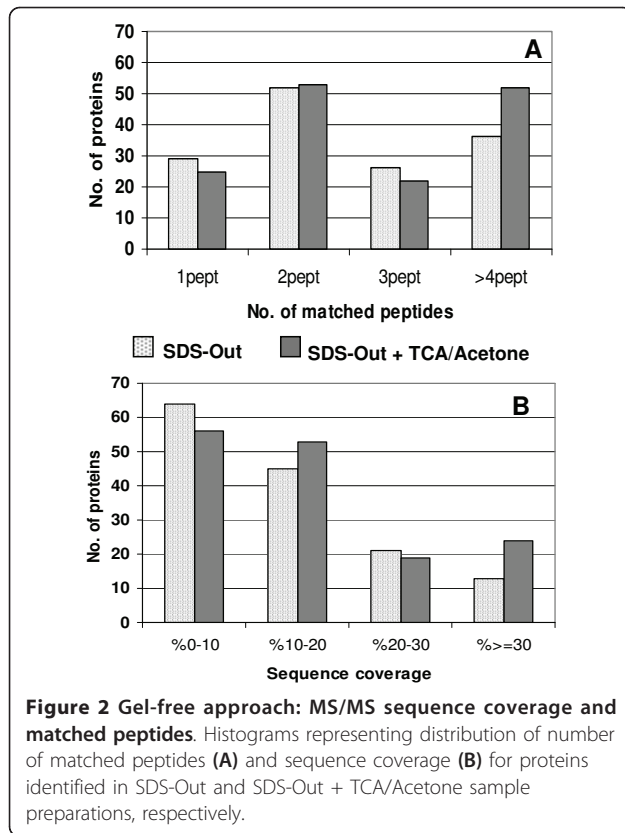 A
No. of proteins
70
60
50
40
30
20
10
0
1pept 2pept 3pept >4pept
No. of matched peptides
SDS-Out SDS-Out + TCA/Acetone
B
No. of proteins
70
60
50
40
30
20
10
0
%0-10 %10-20 %20-30 %>=30
Sequence coverage
Figure 2 Gel-free approach: MS/MS sequence coverage and
matched peptides. Histograms representing distribution of number
of matched peptides (A) and sequence coverage (B) for proteins
identified in SDS-Out and SDS-Out + TCA/Acetone sample
preparations, respectively.